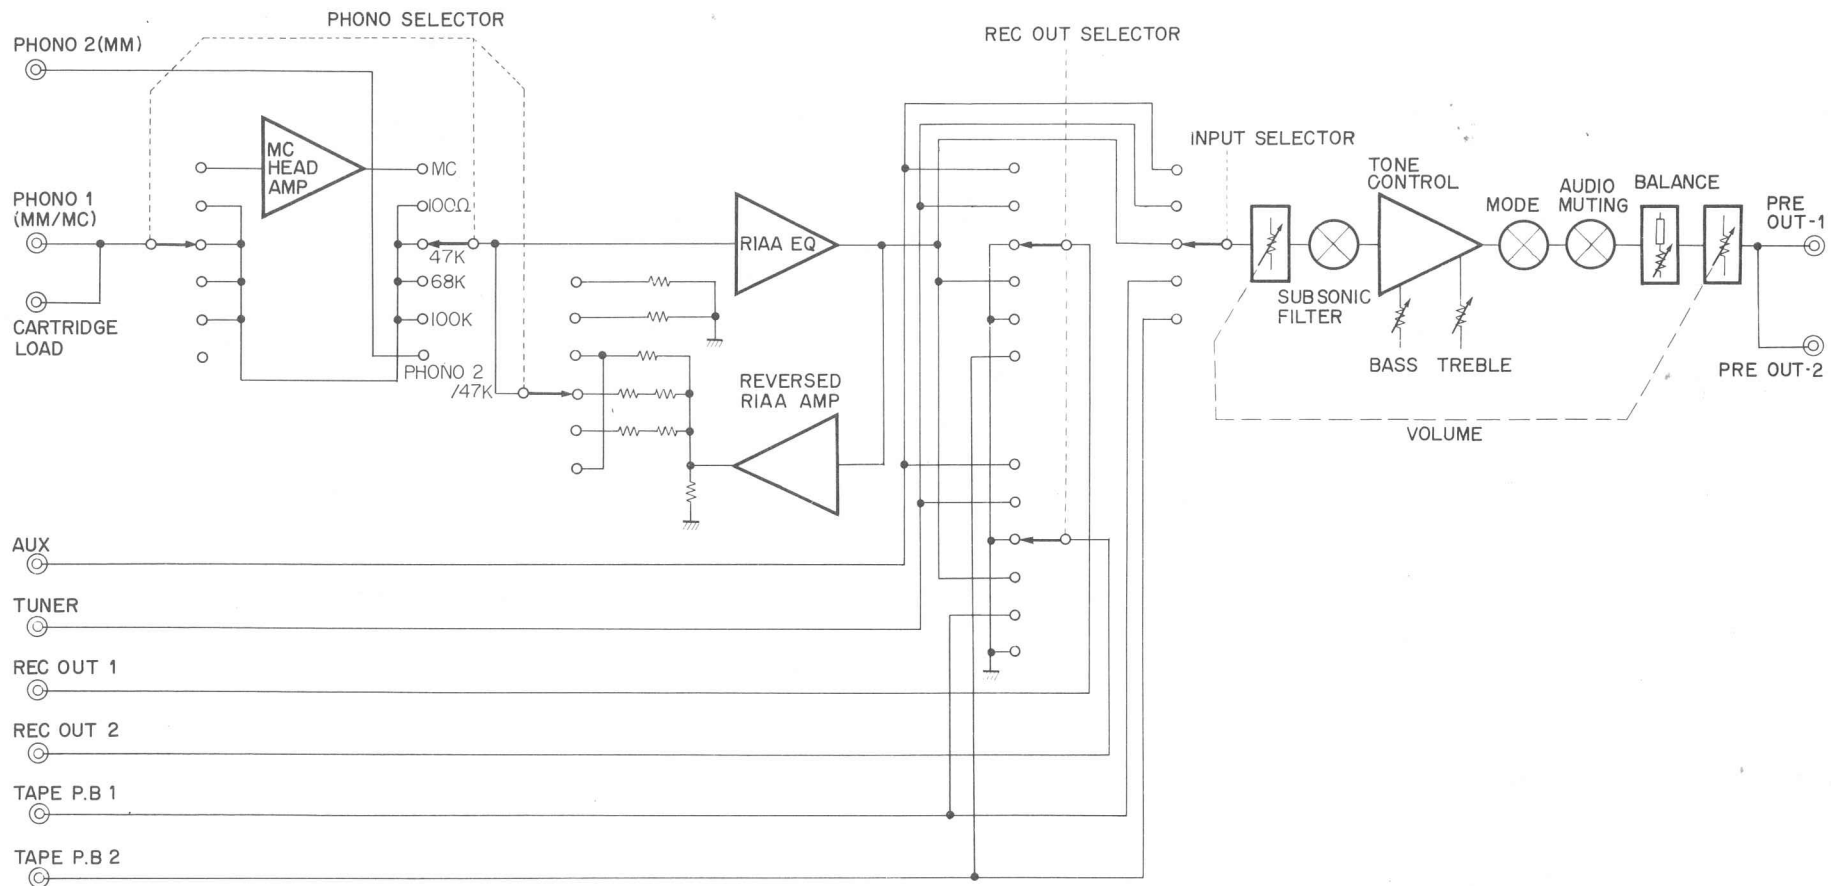 PHONO SELECTOR
PHONO 2(MM)
REC OUT SELECTOR
MC
HEAD
AMP
MC
100Ω
47K
68K
100K
PHONO 2
/47K
PHONO 1
(MM/MC)
CARTRIDGE
LOAD
RIAA EQ
REVERSED
RIAA AMP
INPUT SELECTOR
TONE
CONTROL
SUBSONIC
FILTER
BASS
TREBLE
MODE
AUDIO
MUTING
BALANCE
PRE
OUT-1
PRE OUT-2
VOLUME
AUX
TUNER
REC OUT 1
REC OUT 2
TAPE P.B 1
TAPE P.B 2